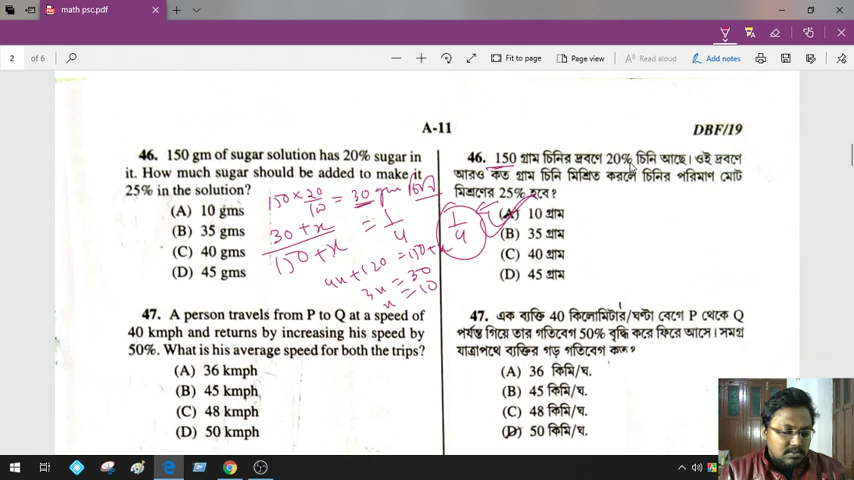 math psc.pdf
2 of 6
Fit to page
Page view
Read aloud
Add notes
A-11
DBF/19
46. 150 gm of sugar solution has 20% sugar in
it. How much sugar should be added to make it
25% in the solution?
(A) 10 gms
(B) 35 gms
(C) 40 gms
(D) 45 gms
150 × 20/100 = 30 gm
30 + x / 150 + x = 1/4
4x + 120 = 150 + x
3x = 30
x = 10
47. A person travels from P to Q at a speed of
40 kmph and returns by increasing his speed by
50%. What is his average speed for both the trips?
(A) 36 kmph
(B) 45 kmph
(C) 48 kmph
(D) 50 kmph
46. 150 গ্রাম চিনির দ্রবণে 20% চিনি আছে। ওই দ্রবণে
আরও কত গ্রাম চিনি মিশ্রিত করলে চিনির পরিমাণ মোট
মিশ্রণের 25% হবে?
1/4
(A) 10 গ্রাম
(B) 35 গ্রাম
(C) 40 গ্রাম
(D) 45 গ্রাম
47. এক ব্যক্তি 40 কিলোমিটার/ঘণ্টা বেগে P থেকে Q
পর্যন্ত গিয়ে তার গতিবেগ 50% বৃদ্ধি করে ফিরে আসে। সমগ্র
যাত্রাপথে ব্যক্তির গড় গতিবেগ কত?
(A) 36 কিমি/ঘ.
(B) 45 কিমি/ঘ.
(C) 48 কিমি/ঘ.
(D) 50 কিমি/ঘ.